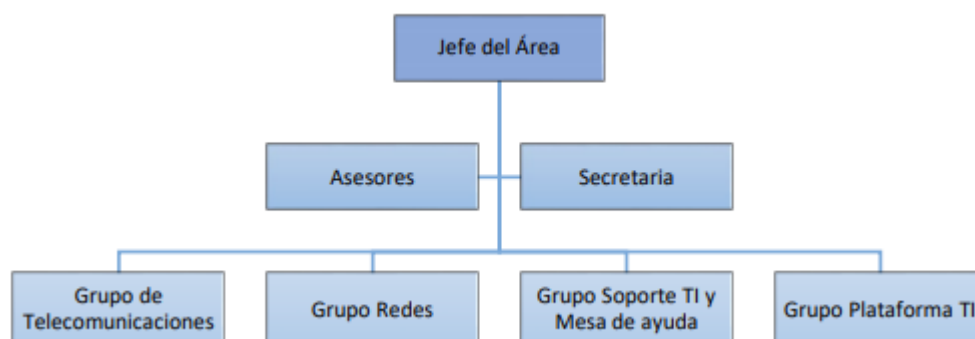 Jefe del Área
Asesores
Secretaria
Grupo de
Telecomunicaciones
Grupo Redes
Grupo Soporte TI y
Mesa de ayuda
Grupo Plataforma TI